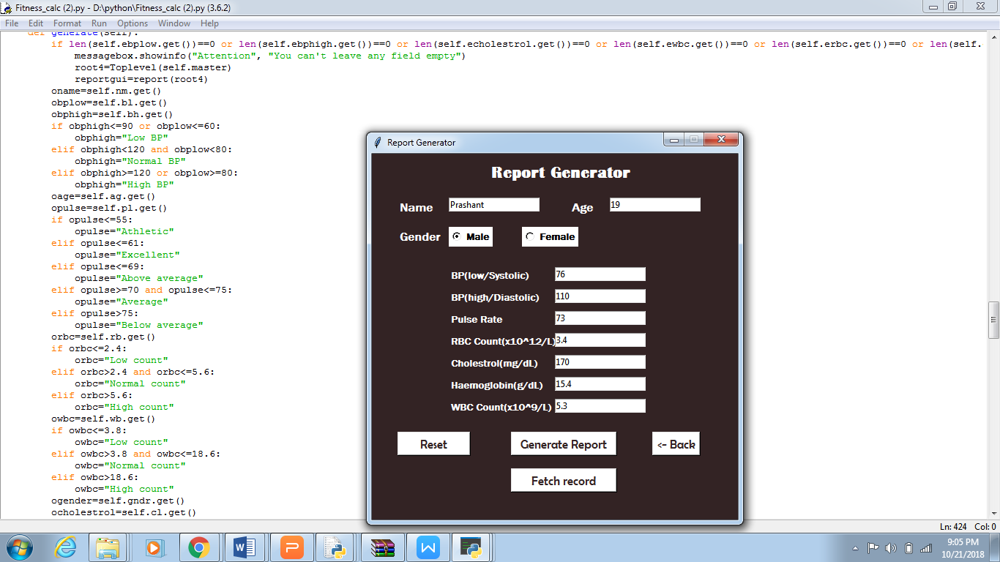 Fitness_calc (2).py - D:\python\Fitness_calc (2).py (3.6.2)
File Edit Format Run Options Window Help
def generate(self):
if len(self.ebplow.get())==0 or len(self.ebphigh.get())==0 or len(self.echolestrol.get())==0 or len(self.ewbc.get())==0 or len(self.erbc.get())==0 or len(self.
messagebox.showinfo("Attention", "You can't leave any field empty")
root4=Toplevel(self.master)
reportgui=report(root4)
oname=self.nm.get()
obplow=self.bl.get()
obphigh=self.bh.get()
if obphigh<=90 or obplow<=60:
obphigh="Low BP"
elif obphigh<120 and obplow<80:
obphigh="Normal BP"
elif obphigh>=120 or obplow>=80:
obphigh="High BP"
oage=self.ag.get()
opulse=self.pl.get()
if opulse<=55:
opulse="Athletic"
elif opulse<=61:
opulse="Excellent"
elif opulse<=69:
opulse="Above average"
elif opulse>=70 and opulse<=75:
opulse="Average"
elif opulse>75:
opulse="Below average"
orbc=self.rb.get()
if orbc<=2.4:
orbc="Low count"
elif orbc>2.4 and orbc<=5.6:
orbc="Normal count"
elif orbc>5.6:
orbc="High count"
owbc=self.wb.get()
if owbc<=3.8:
owbc="Low count"
elif owbc>3.8 and owbc<=18.6:
owbc="Normal count"
elif owbc>18.6:
owbc="High count"
ogender=self.gndr.get()
ocholestrol=self.cl.get()
Report Generator
Report Generator
Name Prashant Age 19
Gender Male Female
BP(low/Systolic) 76
BP(high/Diastolic) 110
Pulse Rate 73
RBC Count(x10^12/L) 3.4
Cholestrol(mg/dL) 170
Haemoglobin(g/dL) 15.4
WBC Count(x10^9/L) 5.3
Reset Generate Report <- Back
Fetch record
Ln: 424 Col: 0
9:05 PM
10/21/2018